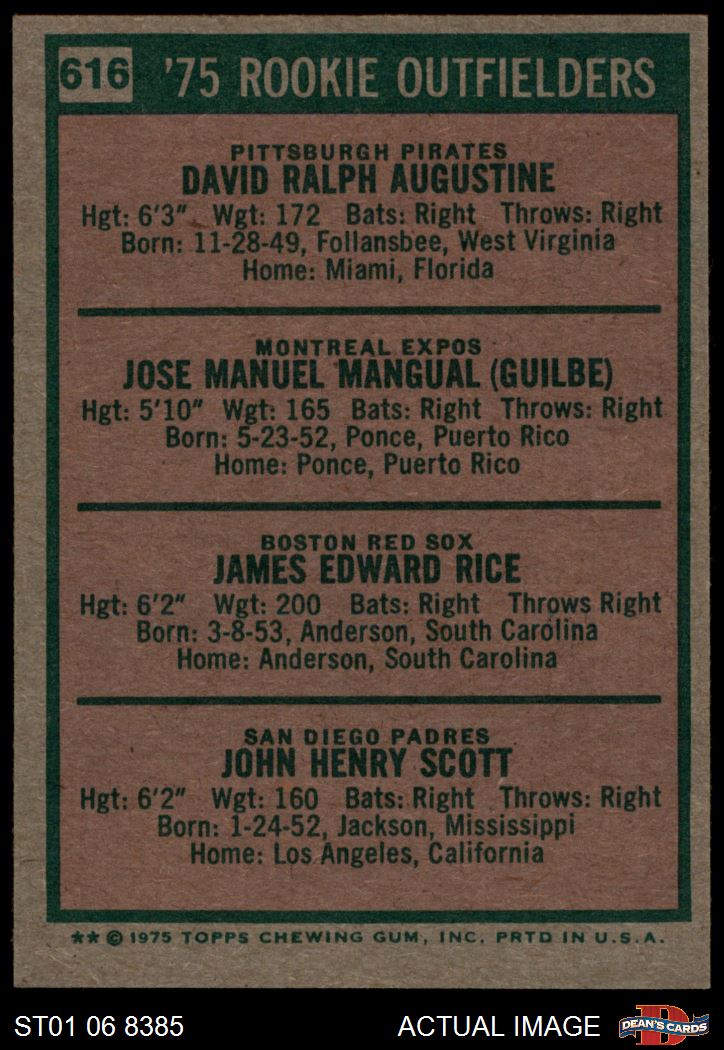 616 '75 ROOKIE OUTFIELDERS
PITTSBURGH PIRATES
DAVID RALPH AUGUSTINE
Hgt: 6'3" Wgt: 172 Bats: Right Throws: Right
Born: 11-28-49, Follansbee, West Virginia
Home: Miami, Florida
MONTREAL EXPOS
JOSE MANUEL MANGUAL (GUILBE)
Hgt: 5'10" Wgt: 165 Bats: Right Throws: Right
Born: 5-23-52, Ponce, Puerto Rico
Home: Ponce, Puerto Rico
BOSTON RED SOX
JAMES EDWARD RICE
Hgt: 6'2" Wgt: 200 Bats: Right Throws Right
Born: 3-8-53, Anderson, South Carolina
Home: Anderson, South Carolina
SAN DIEGO PADRES
JOHN HENRY SCOTT
Hgt: 6'2" Wgt: 160 Bats: Right Throws: Right
Born: 1-24-52, Jackson, Mississippi
Home: Los Angeles, California
** © 1975 TOPPS CHEWING GUM, INC. PRTD IN U.S.A.
ST01 06 8385 ACTUAL IMAGE D DEAN'S CARDS